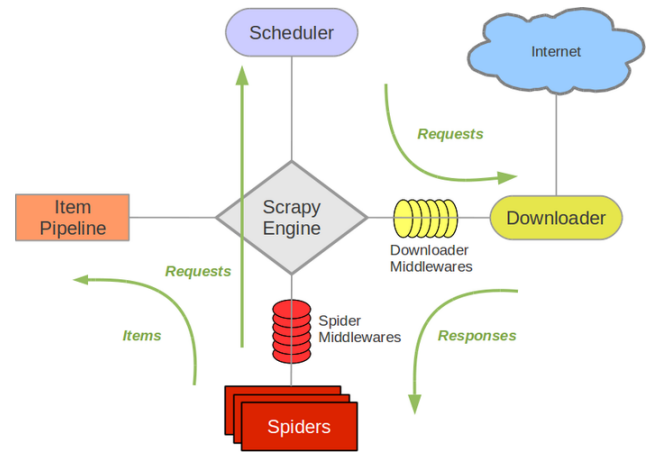 Scheduler
Internet
Requests
Item
Pipeline
Scrapy
Engine
Downloader
Downloader
Middlewares
Requests
Items
Spider
Middlewares
Responses
Spiders